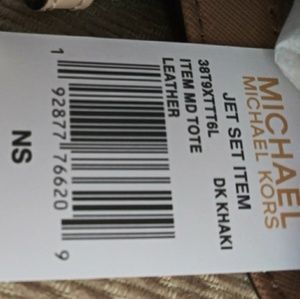 MICHAEL
MICHAEL KORS
JET SET ITEM
38T9XTTT6L DK KHAKI
ITEM MD TOTE
LEATHER
1 92877 76620 9
NS